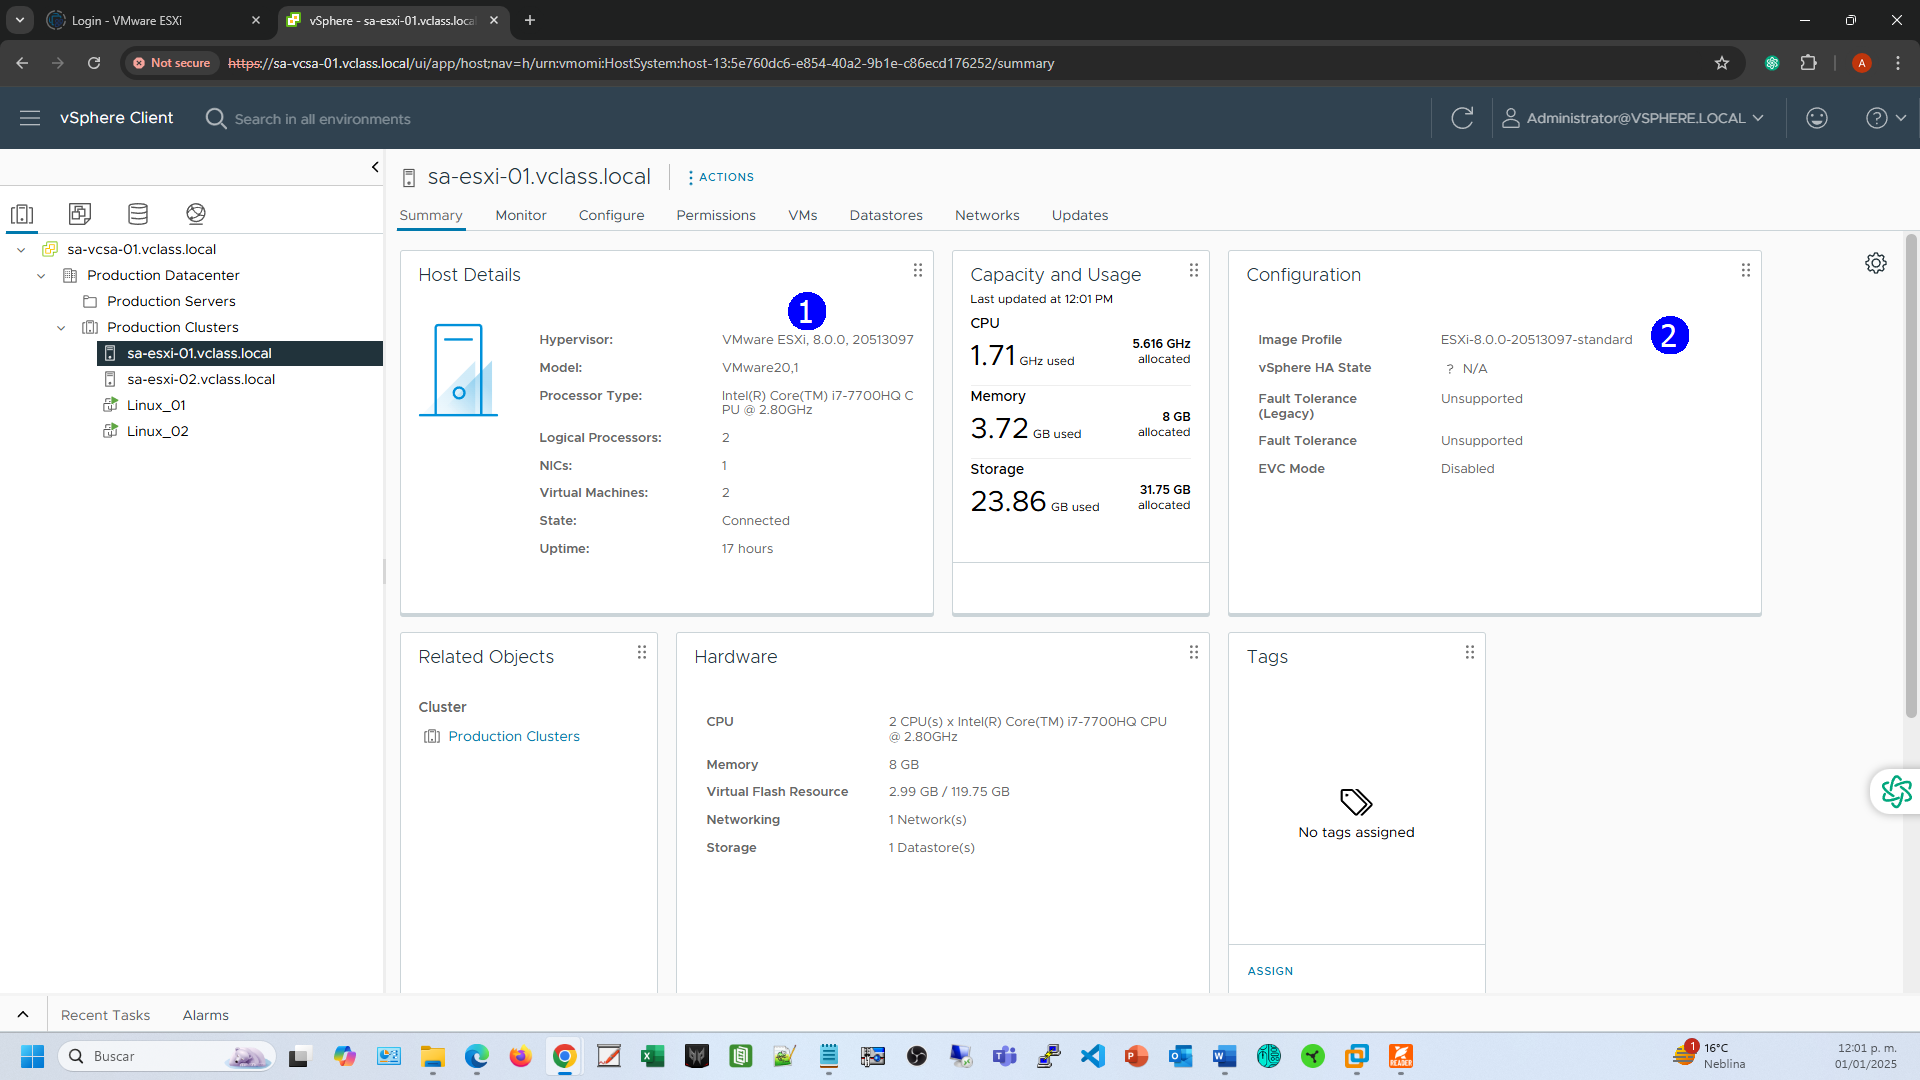 Login - VMware ESXi
vSphere - sa-esxi-01.vclass.loca
Not secure
https://sa-vcsa-01.vclass.local/ui/app/host;nav=h/urn:vmomi:HostSystem:host-13:5e760dc6-e854-40a2-9b1e-c86ecd176252/summary
A
vSphere Client
Search in all environments
Administrator@VSPHERE.LOCAL
sa-vcsa-01.vclass.local
Production Datacenter
Production Servers
Production Clusters
sa-esxi-01.vclass.local
sa-esxi-02.vclass.local
Linux_01
Linux_02
sa-esxi-01.vclass.local
ACTIONS
Summary
Monitor
Configure
Permissions
VMs
Datastores
Networks
Updates
Host Details
1
Hypervisor: VMware ESXi, 8.0.0, 20513097
Model: VMware20,1
Processor Type: Intel(R) Core(TM) i7-7700HQ C
PU @ 2.80GHz
Logical Processors: 2
NICs: 1
Virtual Machines: 2
State: Connected
Uptime: 17 hours
Capacity and Usage
Last updated at 12:01 PM
CPU
1.71 GHz used
5.616 GHz
allocated
Memory
3.72 GB used
8 GB
allocated
Storage
23.86 GB used
31.75 GB
allocated
Configuration
2
Image Profile ESXi-8.0.0-20513097-standard
vSphere HA State ? N/A
Fault Tolerance
(Legacy)
Unsupported
Fault Tolerance Unsupported
EVC Mode Disabled
Related Objects
Cluster
Production Clusters
Hardware
CPU 2 CPU(s) x Intel(R) Core(TM) i7-7700HQ CPU
@ 2.80GHz
Memory 8 GB
Virtual Flash Resource 2.99 GB / 119.75 GB
Networking 1 Network(s)
Storage 1 Datastore(s)
Tags
No tags assigned
ASSIGN
Recent Tasks
Alarms
Buscar
READER
1
16°C
Neblina
12:01 p. m.
01/01/2025